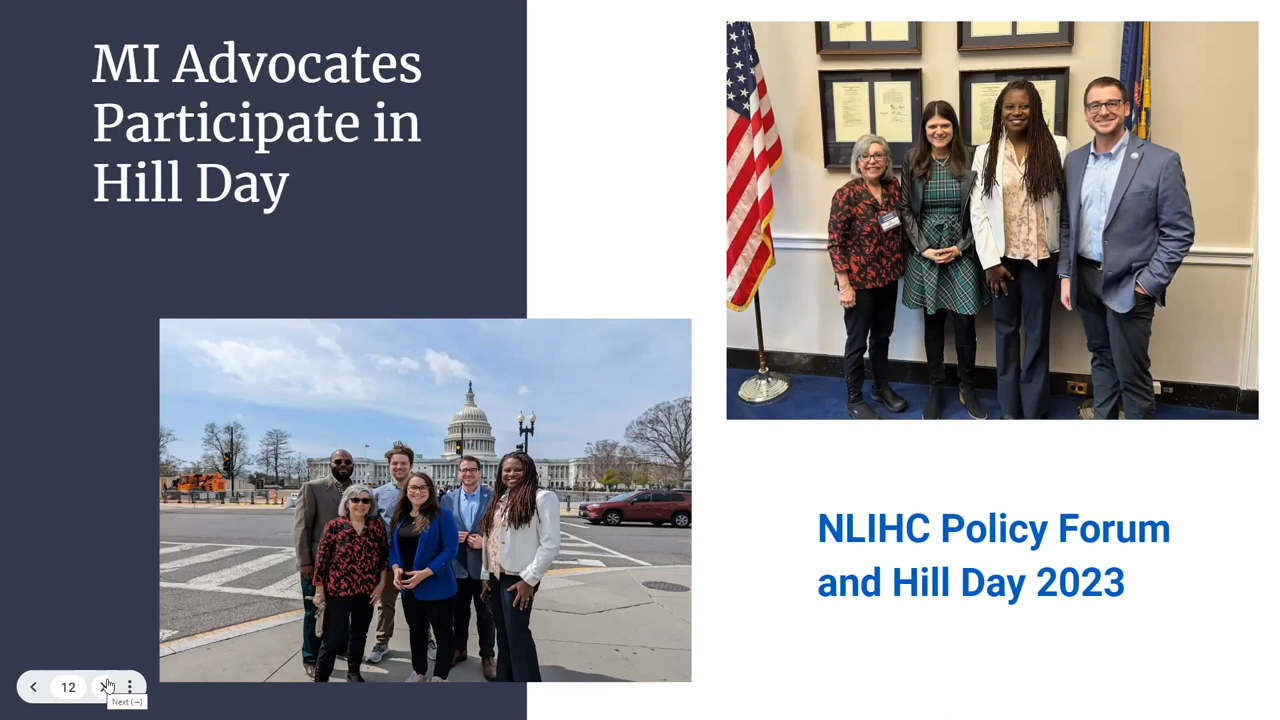 MI Advocates
Participate in
Hill Day
NLIHC Policy Forum
and Hill Day 2023
12
Next (→)